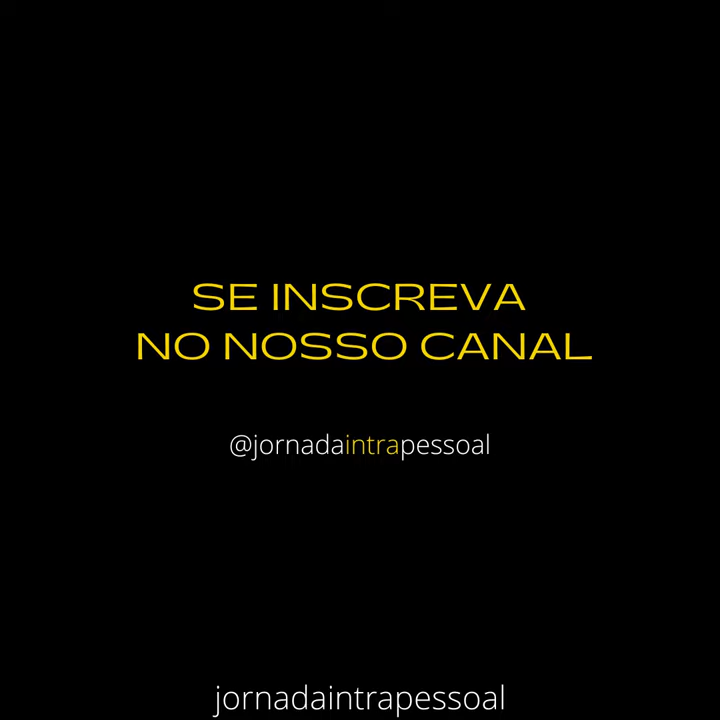 SE INSCREVA
NO NOSSO CANAL
@jornadaintrapessoal
jornadaintrapessoal